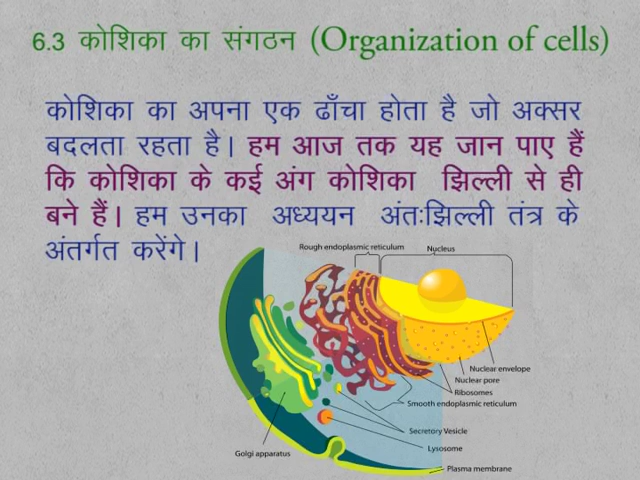 6.3 कोशिका का संगठन (Organization of cells)
कोशिका का अपना एक ढाँचा होता है जो अक्सर
बदलता रहता है। हम आज तक यह जान पाए हैं
कि कोशिका के कई अंग कोशिका झिल्ली से ही
बने हैं। हम उनका अध्ययन अंतःझिल्ली तंत्र के
अंतर्गत करेंगे।
Rough endoplasmic reticulum
Nucleus
Nuclear envelope
Nuclear pore
Ribosomes
Smooth endoplasmic reticulum
Secretory Vesicle
Lysosome
Golgi apparatus
Plasma membrane